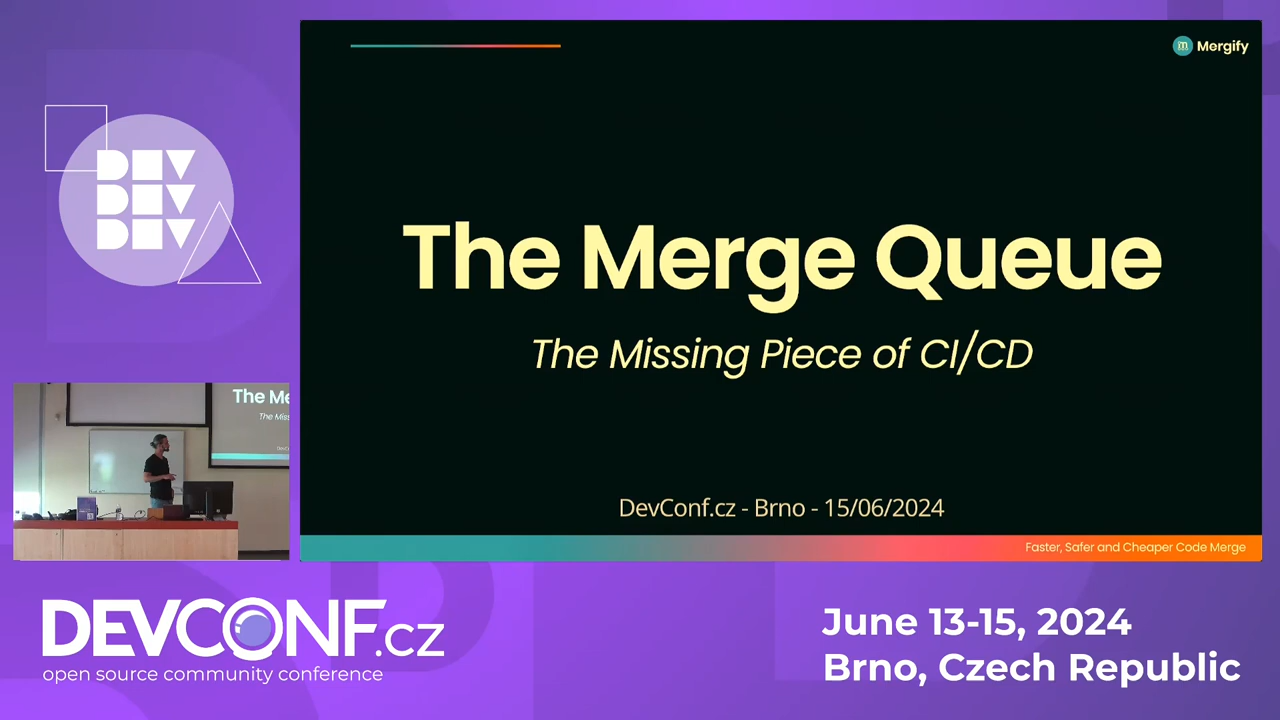 DEV
DEV
DEV
Mergify
The Merge Queue
The Missing Piece of CI/CD
DevConf.cz - Brno - 15/06/2024
Faster, Safer and Cheaper Code Merge
The Me
The Miss
DEVCONF.cz
open source community conference
June 13-15, 2024
Brno, Czech Republic